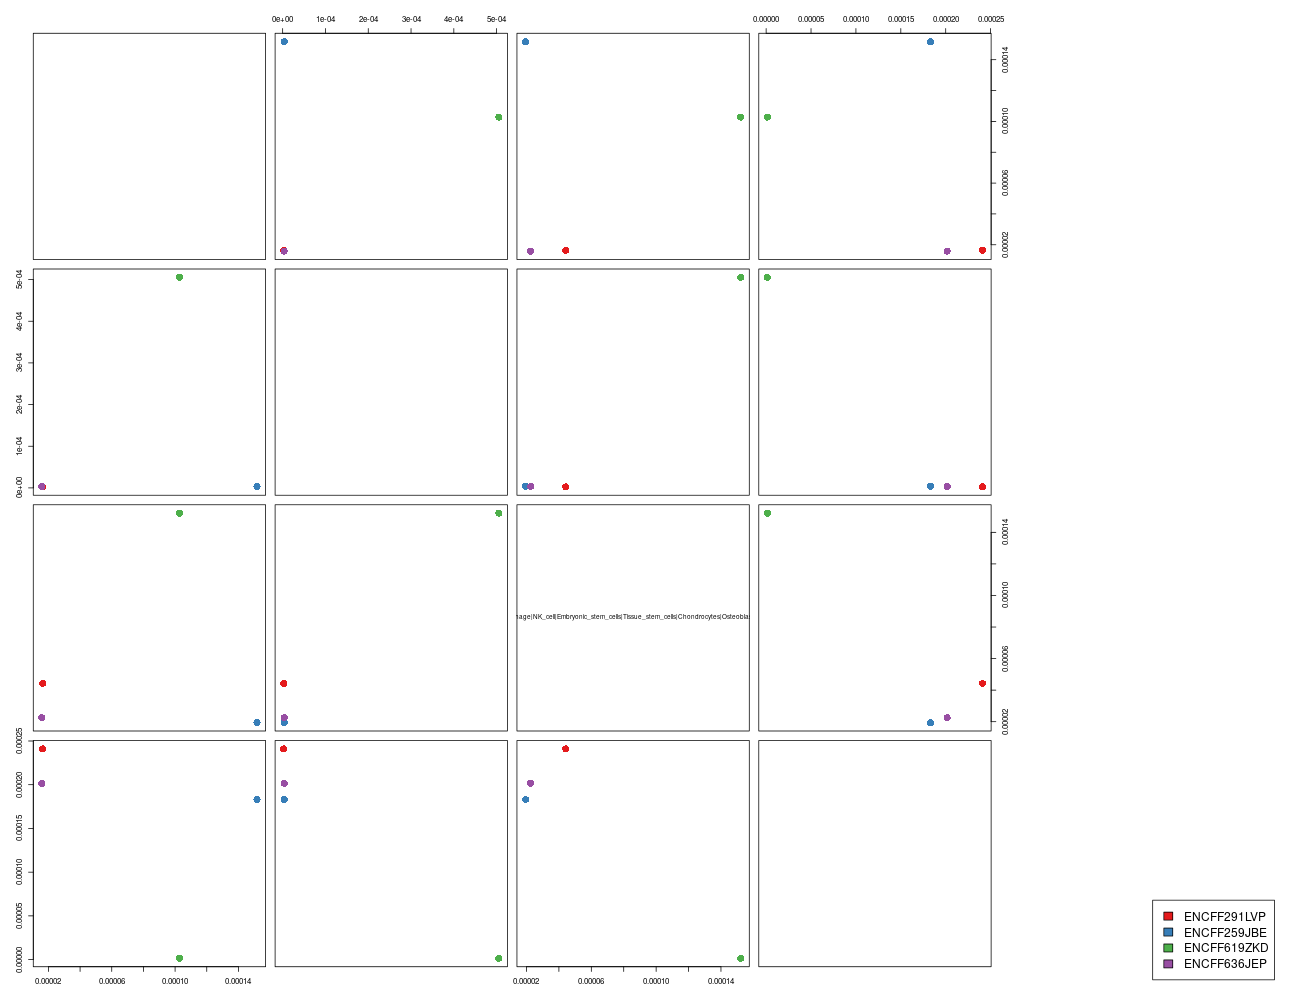 0e+00 1e-04 2e-04 3e-04 4e-04 5e-04
0.00000 0.00005 0.00010 0.00015 0.00020 0.00025
0.00014
0.00010
0.00006
0.00002
5e-04
4e-04
3e-04
2e-04
1e-04
0e+00
age|NK_cell|Embryonic_stem_cells|Tissue_stem_cells|Chondrocytes|Osteobla
0.00014
0.00010
0.00006
0.00002
0.00025
0.00020
0.00015
0.00010
0.00005
0.00000
0.00002 0.00006 0.00010 0.00014
0.00002 0.00006 0.00010 0.00014
ENCFF291LVP
ENCFF259JBE
ENCFF619ZKD
ENCFF636JEP